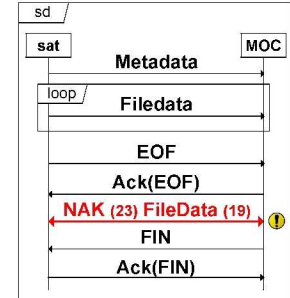 sd
sat MOC
Metadata
loop
Filedata
EOF
Ack(EOF)
NAK (23) FileData (19)
!
FIN
Ack(FIN)